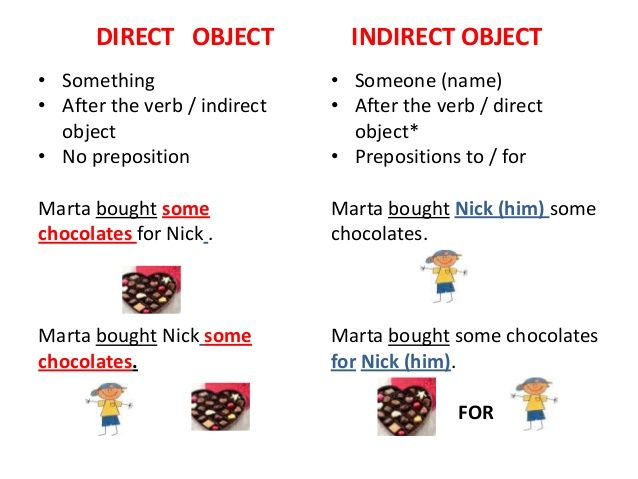 DIRECT OBJECT
• Something
• After the verb / indirect
object
• No preposition
Marta bought some
chocolates for Nick .
Marta bought Nick some
chocolates.
INDIRECT OBJECT
• Someone (name)
• After the verb / direct
object*
• Prepositions to / for
Marta bought Nick (him) some
chocolates.
Marta bought some chocolates
for Nick (him).
FOR